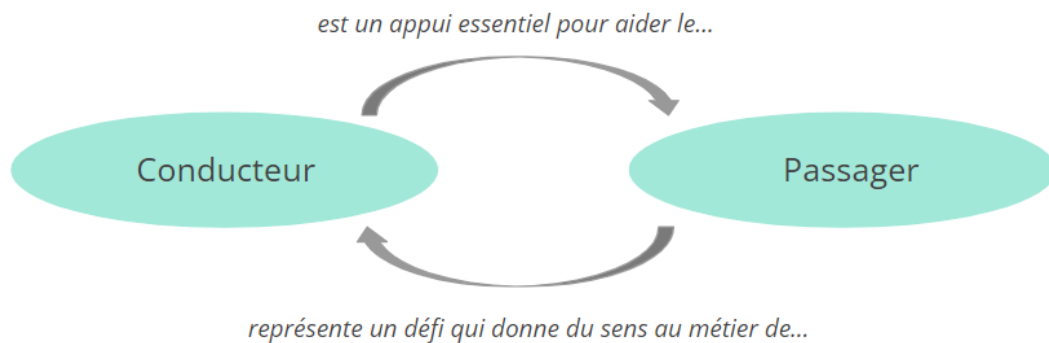 est un appui essentiel pour aider le...
Conducteur
Passager
représente un défi qui donne du sens au métier de...